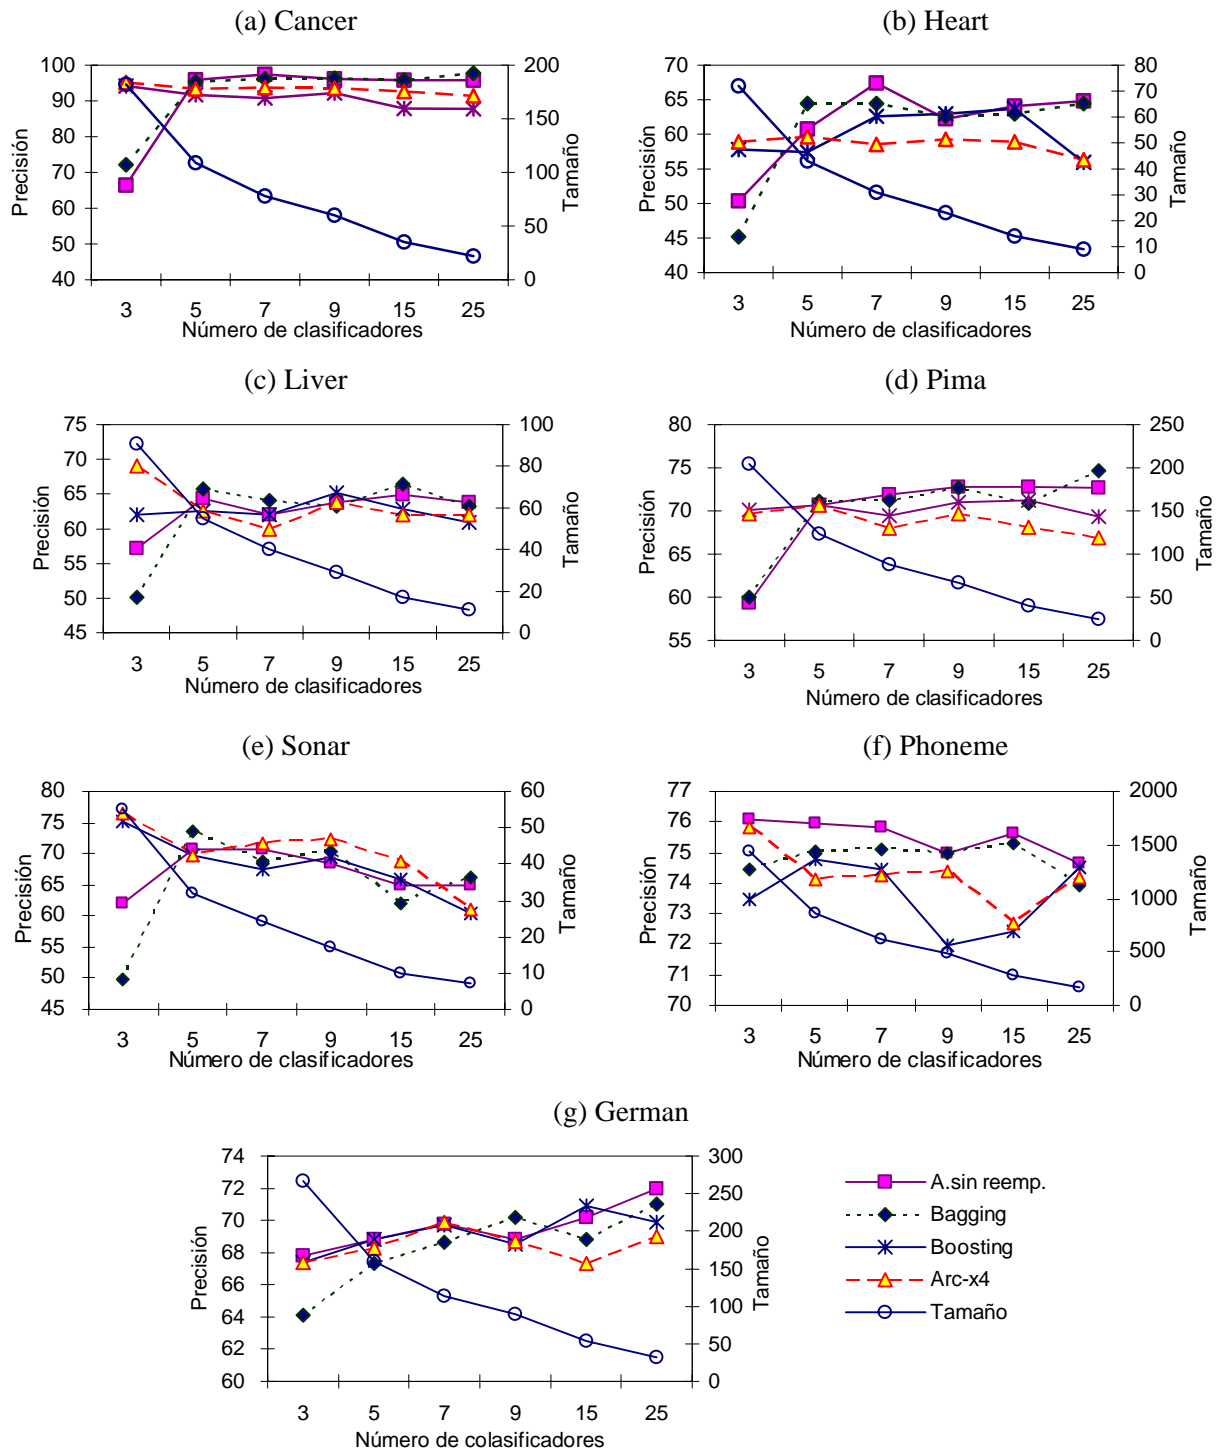 (a) Cancer
100
90
80
70
60
50
40
Precisión
200
150
100
50
0
Tamaño
3 5 7 9 15 25
Número de clasificadores
(b) Heart
70
65
60
55
50
45
40
Precisión
80
70
60
50
40
30
20
10
0
Tamaño
3 5 7 9 15 25
Número de clasificadores
(c) Liver
75
70
65
60
55
50
45
Precisión
100
80
60
40
20
0
Tamaño
3 5 7 9 15 25
Número de clasificadores
(d) Pima
80
75
70
65
60
55
Precisión
250
200
150
100
50
0
Tamaño
3 5 7 9 15 25
Número de clasificadores
(e) Sonar
80
75
70
65
60
55
50
45
Precisión
60
50
40
30
20
10
0
Tamaño
3 5 7 9 15 25
Número de clasificadores
(f) Phoneme
77
76
75
74
73
72
71
70
Precisión
2000
1500
1000
500
0
Tamaño
3 5 7 9 15 25
Número de clasificadores
(g) German
74
72
70
68
66
64
62
60
Precisión
300
250
200
150
100
50
0
Tamaño
3 5 7 9 15 25
Número de colasificadores
A.sin reemp.
Bagging
Boosting
Arc-x4
Tamaño